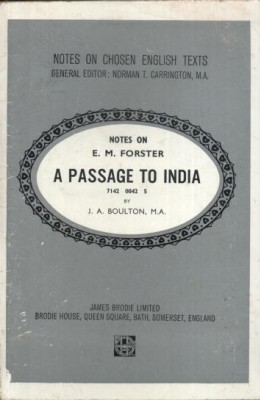 NOTES ON CHOSEN ENGLISH TEXTS
GENERAL EDITOR: NORMAN T. CARRINGTON, M.A.
NOTES ON
E. M. FORSTER
A PASSAGE TO INDIA
7142 0042 5
BY
J. A. BOULTON, M.A.
JAMES BRODIE LIMITED
BRODIE HOUSE, QUEEN SQUARE, BATH, SOMERSET, ENGLAND